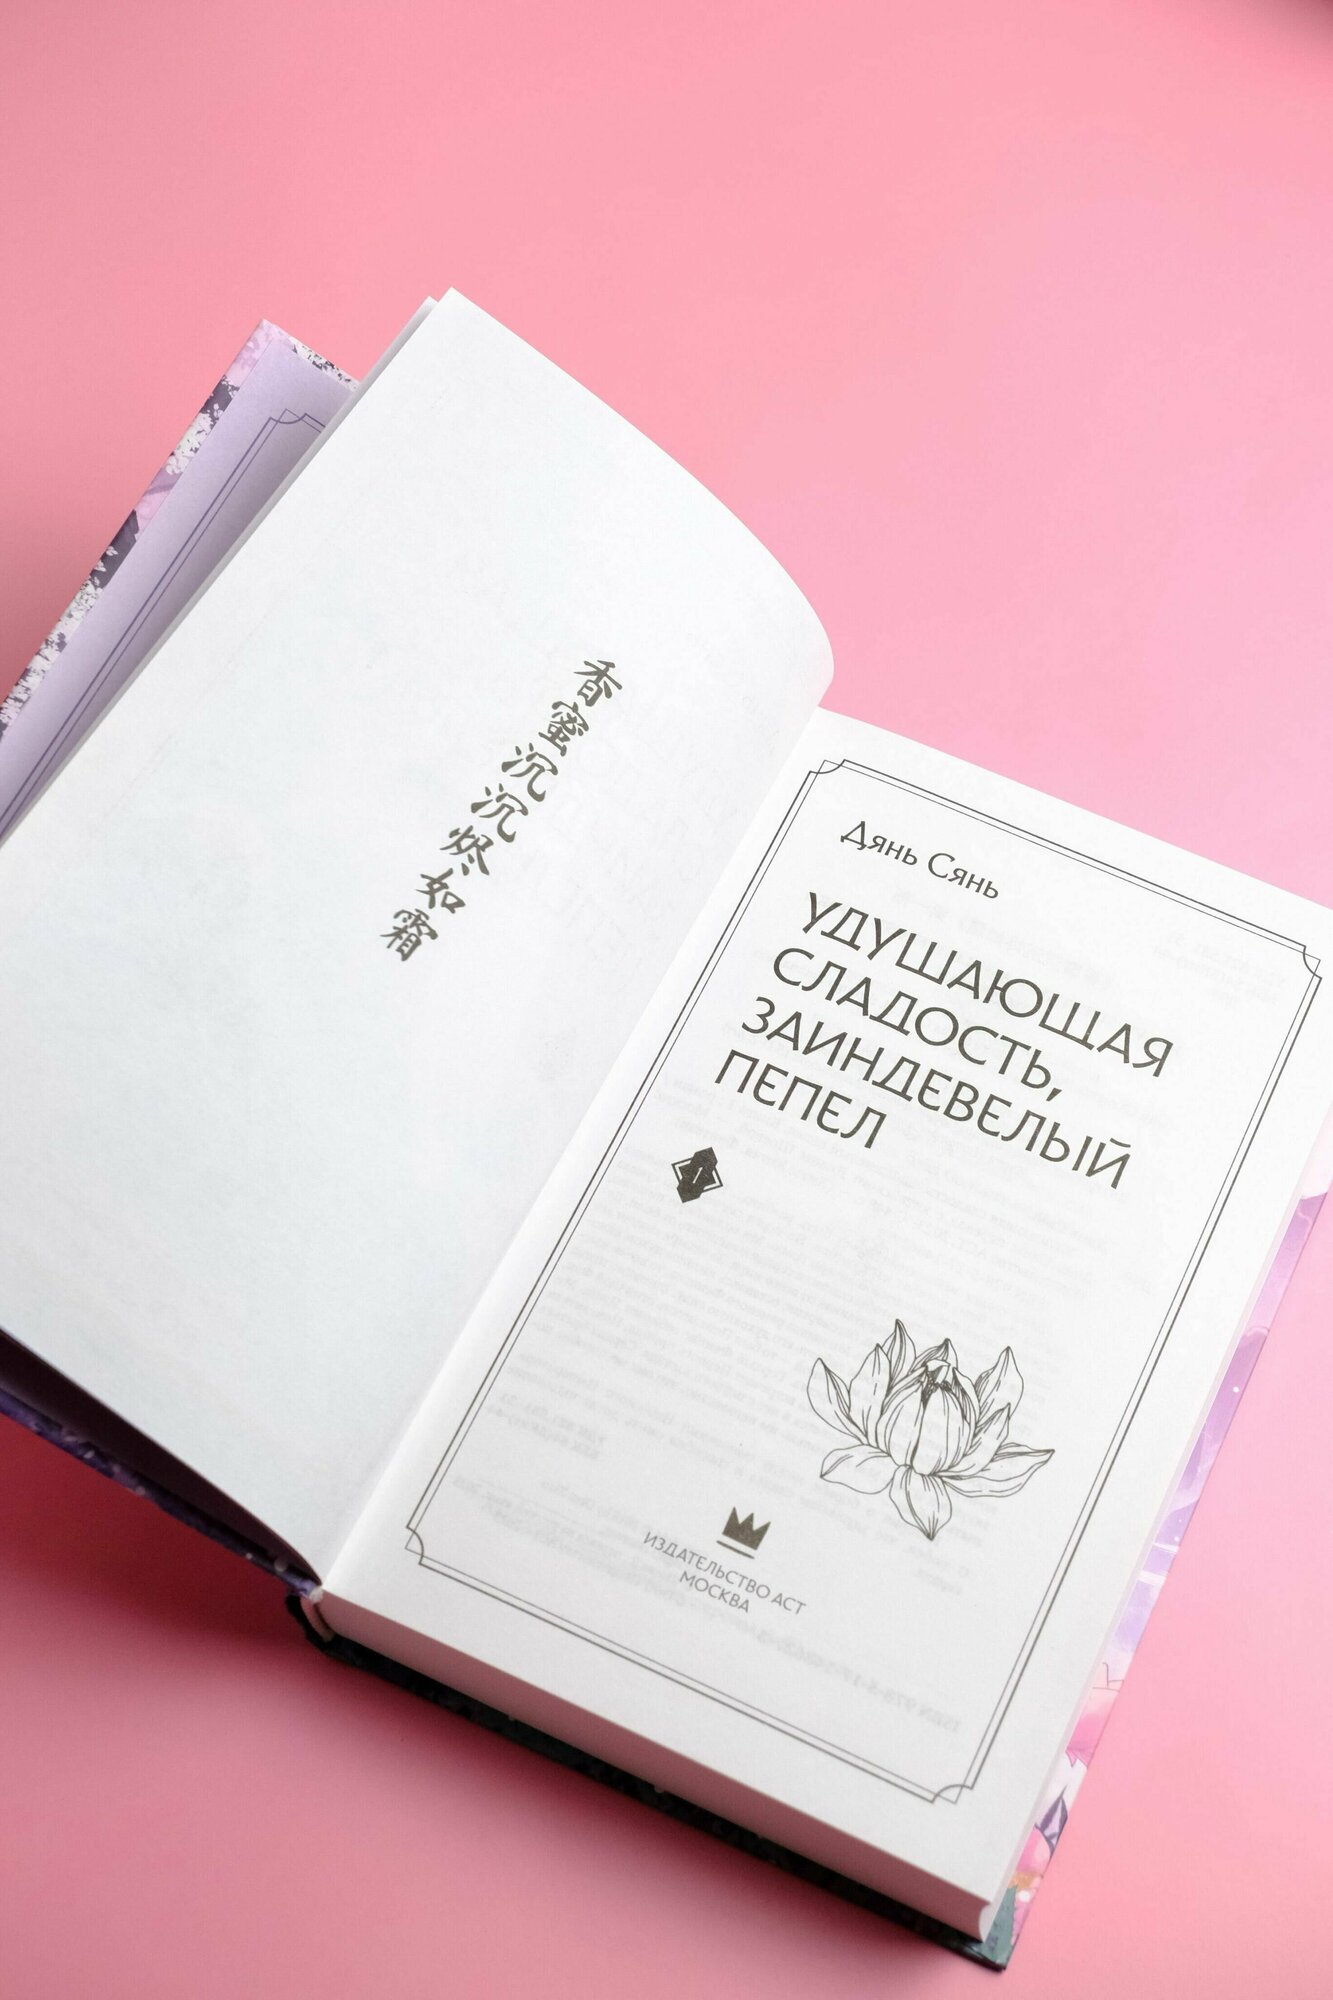 香蜜沉沉烬如霜
Дянь Сянь
УДУШАЮЩАЯ
СЛАДОСТЬ,
ЗАИНДЕВЕЛЫЙ
ПЕПЕЛ
1
ИЗДАТЕЛЬСТВО АСТ
МОСКВА